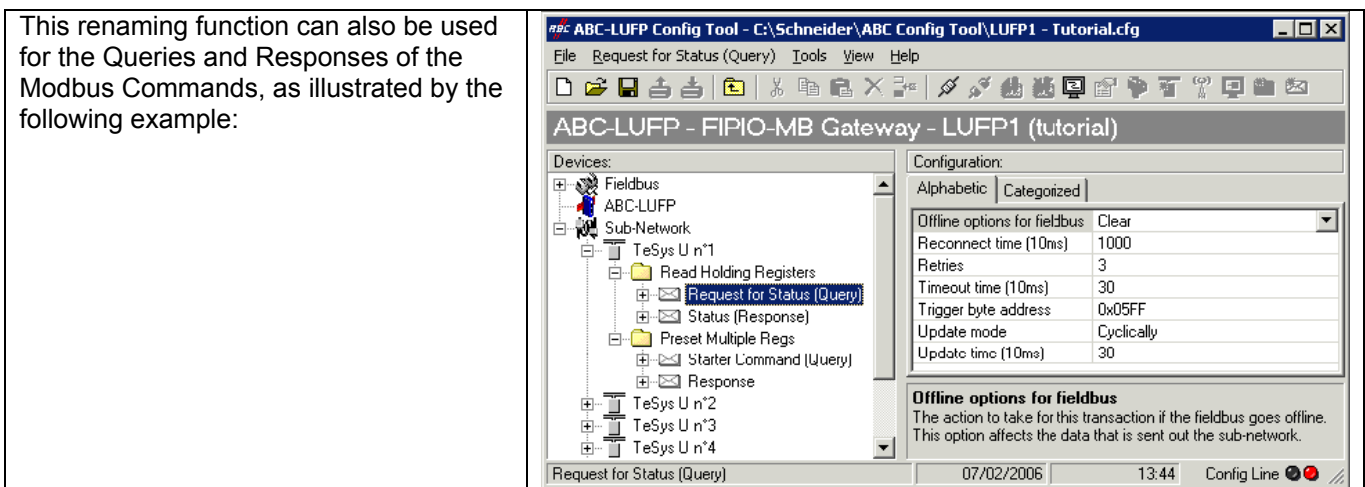 This renaming function can also be used
for the Queries and Responses of the
Modbus Commands, as illustrated by the
following example:
ABC ABC-LUFP Config Tool - C:\Schneider\ABC Config Tool\LUFP1 - Tutorial.cfg
File Request for Status (Query) Tools View Help
ABC-LUFP - FIPIO-MB Gateway - LUFP1 (tutorial)
Devices:
Fieldbus
ABC-LUFP
Sub-Network
TeSys U n°1
Read Holding Registers
Request for Status (Query)
Status (Response)
Preset Multiple Regs
Starter Command (Query)
Response
TeSys U n°2
TeSys U n°3
TeSys U n°4
Configuration:
Alphabetic Categorized
Offline options for fieldbus Clear
Reconnect time (10ms) 1000
Retries 3
Timeout time (10ms) 30
Trigger byte address 0x05FF
Update mode Cyclically
Update time (10ms) 30
Offline options for fieldbus
The action to take for this transaction if the fieldbus goes offline.
This option affects the data that is sent out the sub-network.
Request for Status (Query) 07/02/2006 13:44 Config Line